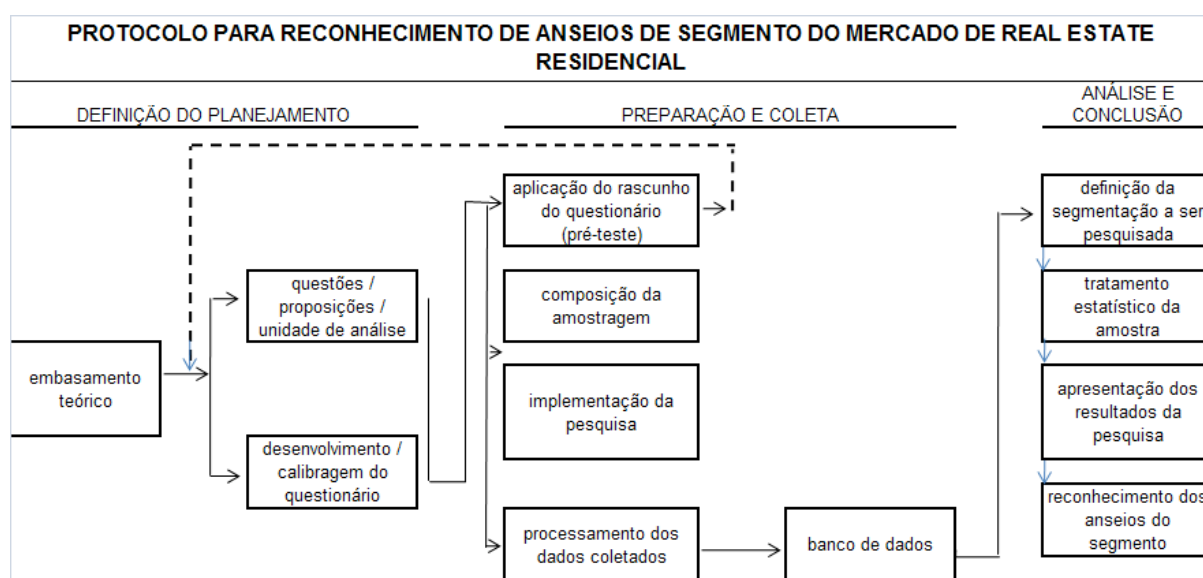 PROTOCOLO PARA RECONHECIMENTO DE ANSEIOS DE SEGMENTO DO MERCADO DE REAL ESTATE
RESIDENCIAL
DEFINIÇÃO DO PLANEJAMENTO
PREPARAÇÃO E COLETA
ANÁLISE E
CONCLUSÃO
embasamento
teórico
questões /
proposições /
unidade de análise
desenvolvimento /
calibragem do
questionário
aplicação do rascunho
do questionário
(pré-teste)
composição da
amostragem
implementação da
pesquisa
processamento dos
dados coletados
banco de dados
definição da
segmentação a ser
pesquisada
tratamento
estatístico da
amostra
apresentação dos
resultados da
pesquisa
reconhecimento dos
anseios do
segmento